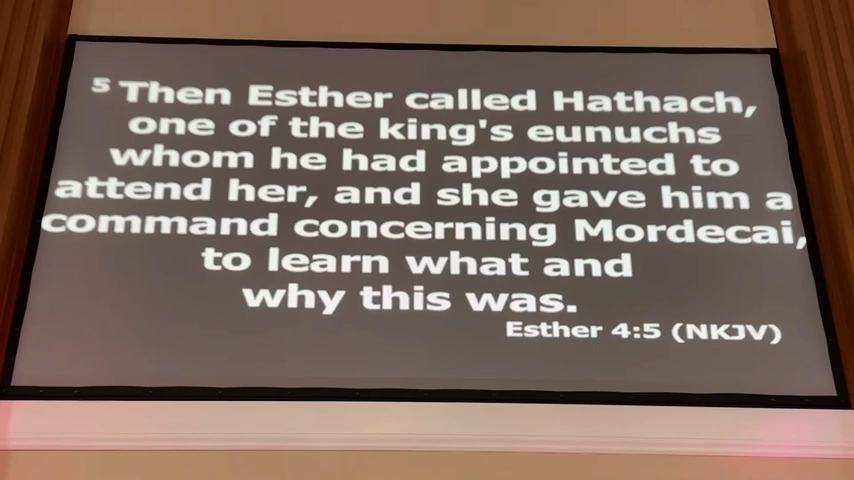 5 Then Esther called Hathach,
one of the king's eunuchs
whom he had appointed to
attend her, and she gave him a
command concerning Mordecai,
to learn what and
why this was.
Esther 4:5 (NKJV)